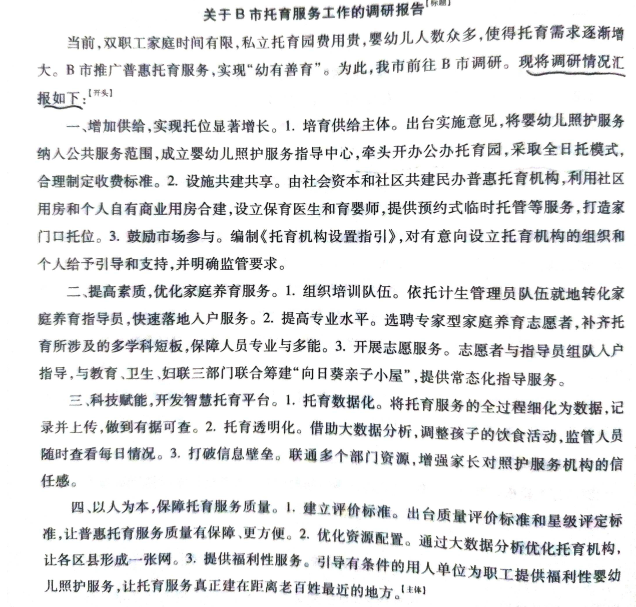 关于B市托育服务工作的调研报告【标题】
当前,双职工家庭时间有限,私立托育园费用贵,婴幼儿人数众多,使得托育需求逐渐增
大。B市推广普惠托育服务,实现“幼有善育”。为此,我市前往B市调研。现将调研情况汇
报如下:【开头】
一、增加供给,实现托位显著增长。1. 培育供给主体。出台实施意见,将婴幼儿照护服务
纳入公共服务范围,成立婴幼儿照护服务指导中心,牵头开办公办托育园,采取全日托模式,
合理制定收费标准。2. 设施共建共享。由社会资本和社区共建民办普惠托育机构,利用社区
用房和个人自有商业用房合建,设立保育医生和育婴师,提供预约式临时托管等服务,打造家
门口托位。3. 鼓励市场参与。编制《托育机构设置指引》,对有意向设立托育机构的组织和
个人给予引导和支持,并明确监管要求。
二、提高素质,优化家庭养育服务。1. 组织培训队伍。依托计生管理员队伍就地转化家
庭养育指导员,快速落地入户服务。2. 提高专业水平。选聘专家型家庭养育志愿者,补齐托
育所涉及的多学科短板,保障人员专业与多能。3. 开展志愿服务。志愿者与指导员组队入户
指导,与教育、卫生、妇联三部门联合筹建“向日葵亲子小屋”,提供常态化指导服务。
三、科技赋能,开发智慧托育平台。1. 托育数据化。将托育服务的全过程细化为数据,记
录并上传,做到有据可查。2. 托育透明化。借助大数据分析,调整孩子的饮食活动,监管人员
随时查看每日情况。3. 打破信息壁垒。联通多个部门资源,增强家长对照护服务机构的信
任感。
四、以人为本,保障托育服务质量。1. 建立评价标准。出台质量评价标准和星级评定标
准,让普惠托育服务质量有保障、更方便。2. 优化资源配置。通过大数据分析优化托育机构,
让各区县形成一张网。3. 提供福利性服务。引导有条件的用人单位为职工提供福利性婴幼
儿照护服务,让托育服务真正建在距离老百姓最近的地方。【主体】